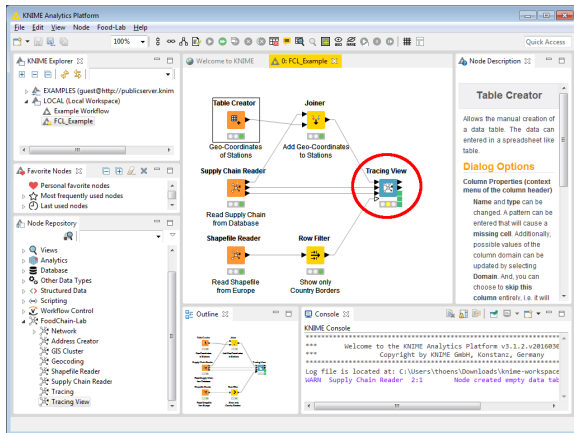 KNIME Analytics Platform
File Edit View Node Food-Lab Help
100%
Quick Access
KNIME Explorer
EXAMPLES (guest@http://publicserver.knim
LOCAL (Local Workspace)
Example Workflow
FCL_Example
Favorite Nodes
Personal favorite nodes
Most frequently used nodes
Last used nodes
Node Repository
Views
Analytics
Database
Other Data Types
Structured Data
Scripting
Workflow Control
FoodChain-Lab
Network
Address Creator
GIS Cluster
Geocoding
Shapefile Reader
Supply Chain Reader
Tracing
Tracing View
Welcome to KNIME
0: FCL_Example
Table Creator
Geo-Coordinates
of Stations
Joiner
Add Geo-Coordinates
to Stations
Supply Chain Reader
Read Supply Chain
from Database
Tracing View
Shapefile Reader
Read Shapefile
from Europe
Row Filter
Show only
Country Borders
Outline
Console
KNIME Console
*** Welcome to the KNIME Analytics Platform v3.1.2.v2016030
*** Copyright by KNIME GmbH, Konstanz, Germany
Log file is located at: C:\Users\thoens\Downloads\knime-workspace
WARN Supply Chain Reader 2:1 Node created empty data tab
Node Description
Table Creator
Allows the manual creation of
a data table. The data can
entered in a spreadsheet like
table.
Dialog Options
Column Properties (context
menu of the column header)
Name and type can be
changed. A pattern can be
entered that will cause a
missing cell. Additionally,
possible values of the
column domain can be
updated by selecting
Domain. And, you can
choose to skip this
column entirely, i.e. it will